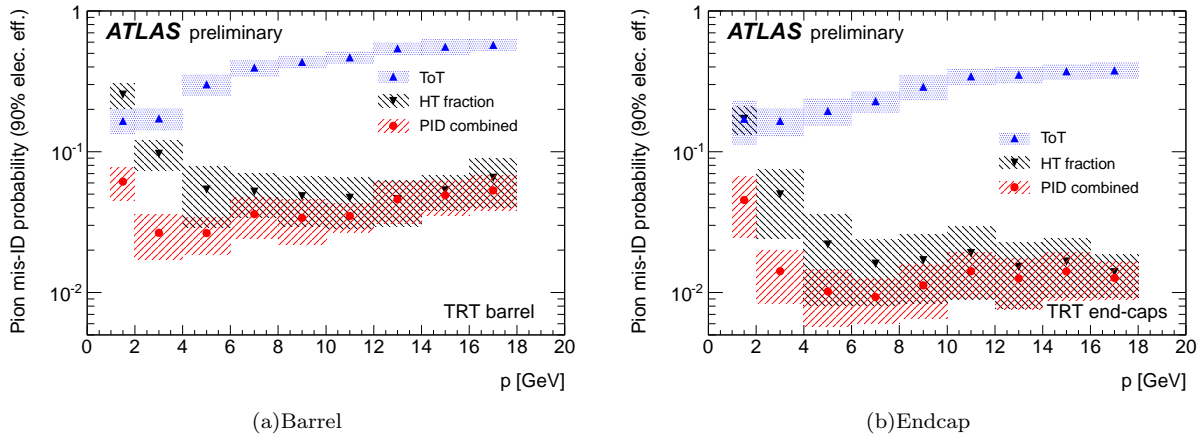 Pion mis-ID probability (90% elec. eff.)
1
10-1
10-2
ATLAS preliminary
ToT
HT fraction
PID combined
TRT barrel
0 2 4 6 8 10 12 14 16 18 20
p [GeV]
(a)Barrel
Pion mis-ID probability (90% elec. eff.)
1
10-1
10-2
ATLAS preliminary
ToT
HT fraction
PID combined
TRT end-caps
0 2 4 6 8 10 12 14 16 18 20
p [GeV]
(b)Endcap